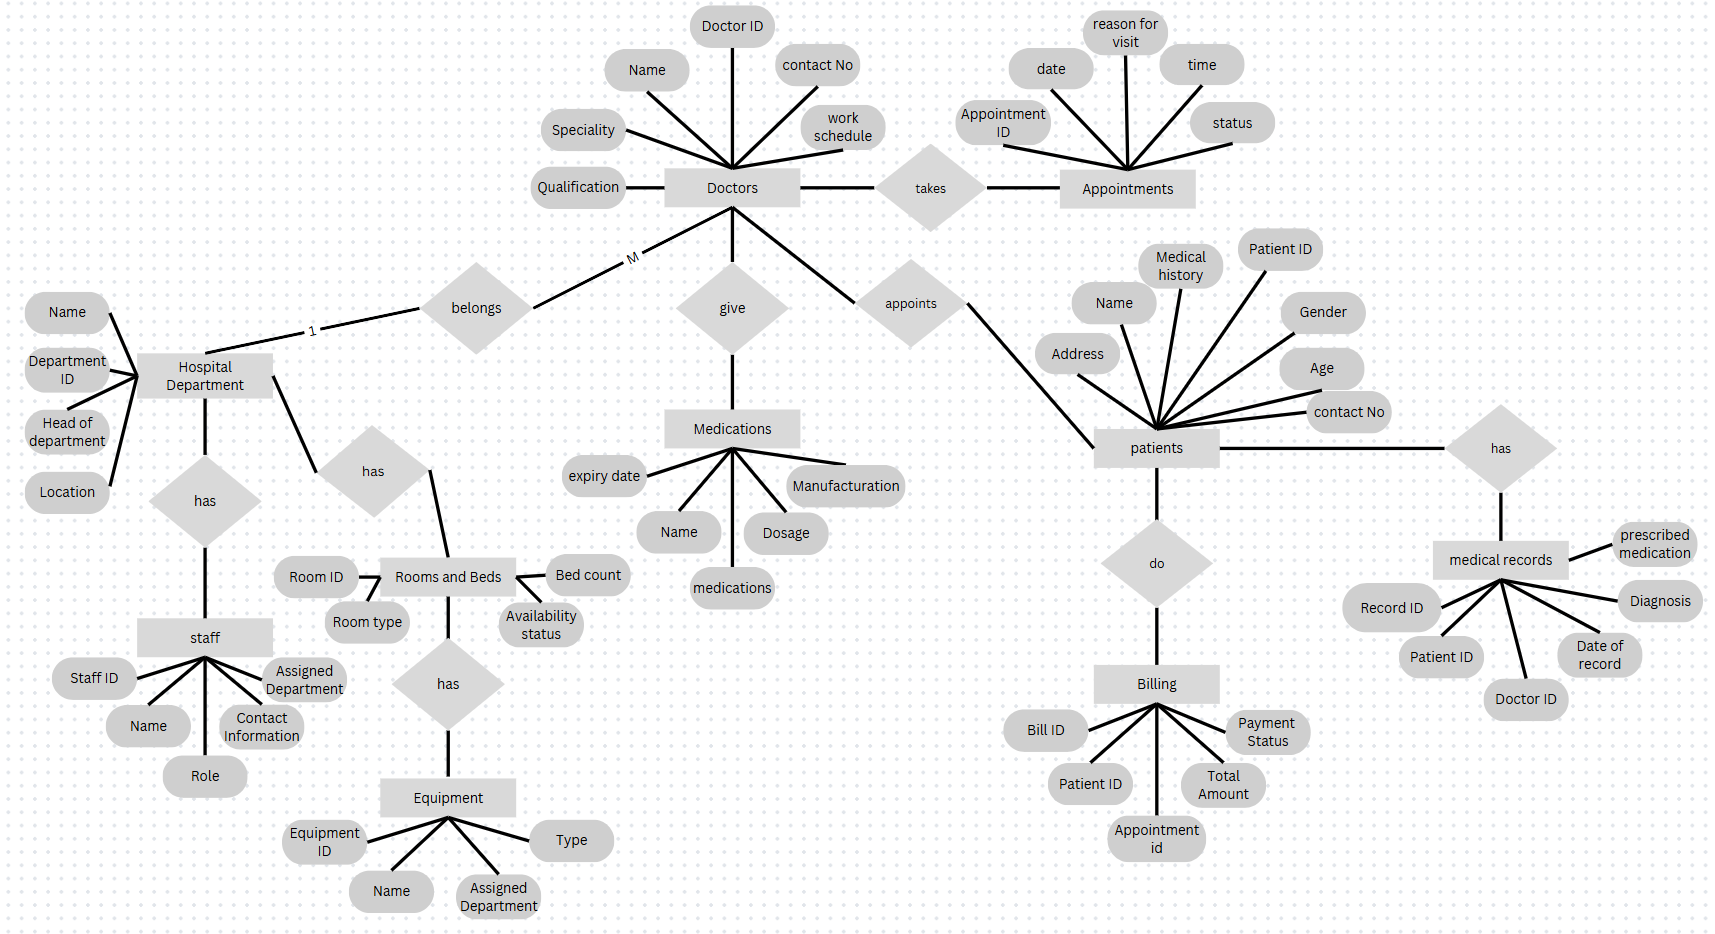 Doctor ID
Name
contact No
Speciality
work
schedule
Qualification
Doctors
takes
reason for
visit
date
time
Appointment
ID
status
Appointments
M
belongs
1
give
appoints
Name
Department
ID
Head of
department
Location
Hospital
Department
has
has
Medical
history
Patient ID
Name
Gender
Address
Age
contact No
patients
has
Medications
expiry date
Manufacturation
Name
Dosage
medications
Room ID
Rooms and Beds
Bed count
Room type
Availability
status
do
medical records
prescribed
medication
Record ID
Diagnosis
Patient ID
Date of
record
Doctor ID
staff
Staff ID
Assigned
Department
Name
Contact
Information
Role
has
Equipment
Equipment
ID
Type
Name
Assigned
Department
Billing
Bill ID
Payment
Status
Patient ID
Total
Amount
Appointment
id